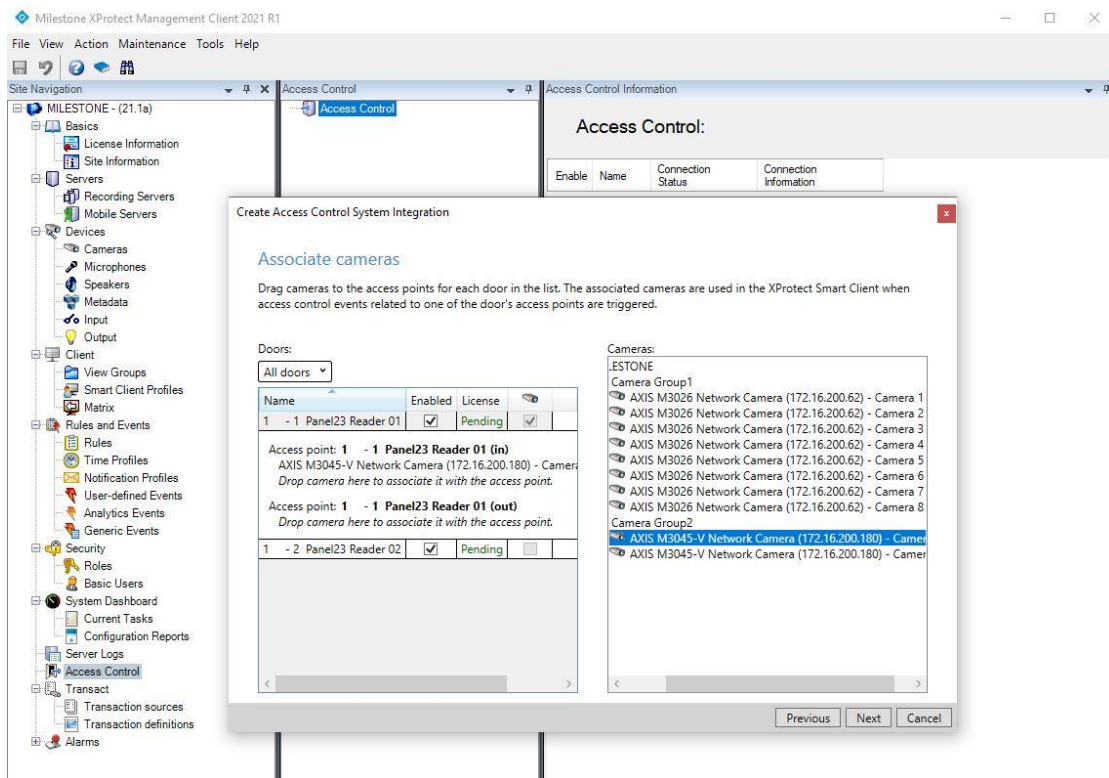 Milestone XProtect Management Client 2021 R1
File View Action Maintenance Tools Help
Site Navigation
MILESTONE - (21.1a)
Basics
License Information
Site Information
Servers
Recording Servers
Mobile Servers
Devices
Cameras
Microphones
Speakers
Metadata
Input
Output
Client
View Groups
Smart Client Profiles
Matrix
Rules and Events
Rules
Time Profiles
Notification Profiles
User-defined Events
Analytics Events
Generic Events
Security
Roles
Basic Users
System Dashboard
Current Tasks
Configuration Reports
Server Logs
Access Control
Transact
Transaction sources
Transaction definitions
Alarms
Access Control
Access Control
Access Control Information
Access Control:
Enable Name Connection Status Connection Information
Create Access Control System Integration
x
Associate cameras
Drag cameras to the access points for each door in the list. The associated cameras are used in the XProtect Smart Client when
access control events related to one of the door's access points are triggered.
Doors:
All doors
Name Enabled License
1 - 1 Panel23 Reader 01 Pending
Access point: 1 - 1 Panel23 Reader 01 (in)
AXIS M3045-V Network Camera (172.16.200.180) - Camera
Drop camera here to associate it with the access point.
Access point: 1 - 1 Panel23 Reader 01 (out)
Drop camera here to associate it with the access point.
1 - 2 Panel23 Reader 02 Pending
Cameras:
.ESTONE
Camera Group1
AXIS M3026 Network Camera (172.16.200.62) - Camera 1
AXIS M3026 Network Camera (172.16.200.62) - Camera 2
AXIS M3026 Network Camera (172.16.200.62) - Camera 3
AXIS M3026 Network Camera (172.16.200.62) - Camera 4
AXIS M3026 Network Camera (172.16.200.62) - Camera 5
AXIS M3026 Network Camera (172.16.200.62) - Camera 6
AXIS M3026 Network Camera (172.16.200.62) - Camera 7
AXIS M3026 Network Camera (172.16.200.62) - Camera 8
Camera Group2
AXIS M3045-V Network Camera (172.16.200.180) - Camer
AXIS M3045-V Network Camera (172.16.200.180) - Camer
Previous Next Cancel